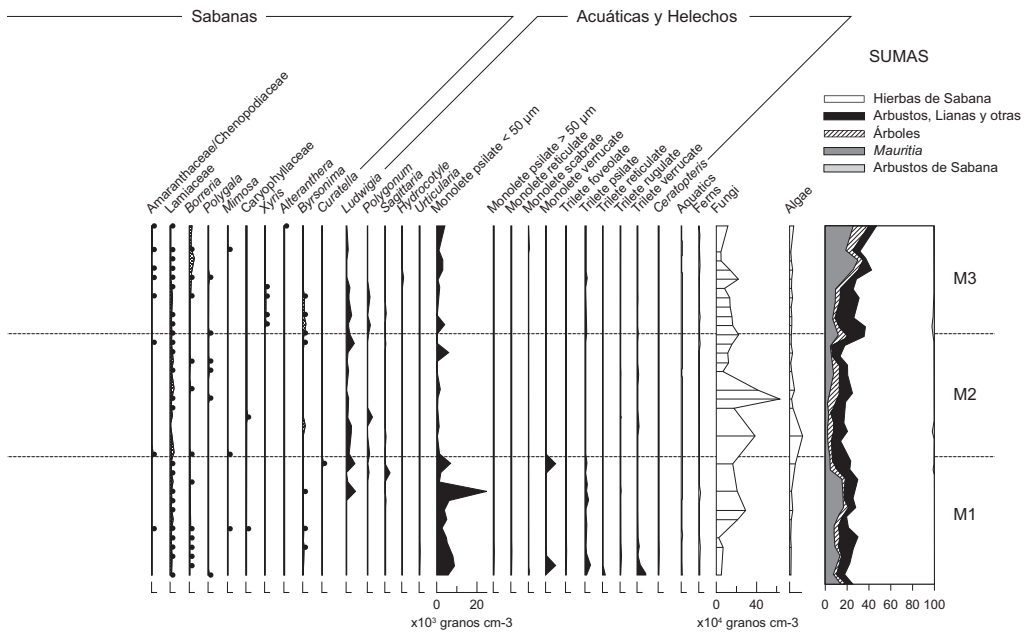 Sabanas
Acuáticas y Helechos
SUMAS
Hierbas de Sabana
Arbustos, Lianas y otras
Árboles
Mauritia
Arbustos de Sabana
Amaranthaceae/Chenopodiaceae
Lamiaceae
Borreria
Polygala
Mimosa
Caryophyllaceae
Xyris
Alteranthera
Byrsonima
Curatella
Ludwigia
Polygonum
Sagittaria
Hydrocotyle
Urticularia
Monolete psilate < 50 µm
Monolete psilate > 50 µm
Monolete reticulate
Monolete scabrate
Monolete verrucate
Trilete foveolate
Trilete psilate
Trilete reticulate
Trilete rugulate
Trilete verrucate
Ceratopteris
Aquatics
Ferns
Fungi
Algae
M3
M2
M1
0 20
x10³ granos cm-3
0 40
x10⁴ granos cm-3
0 20 40 60 80 100